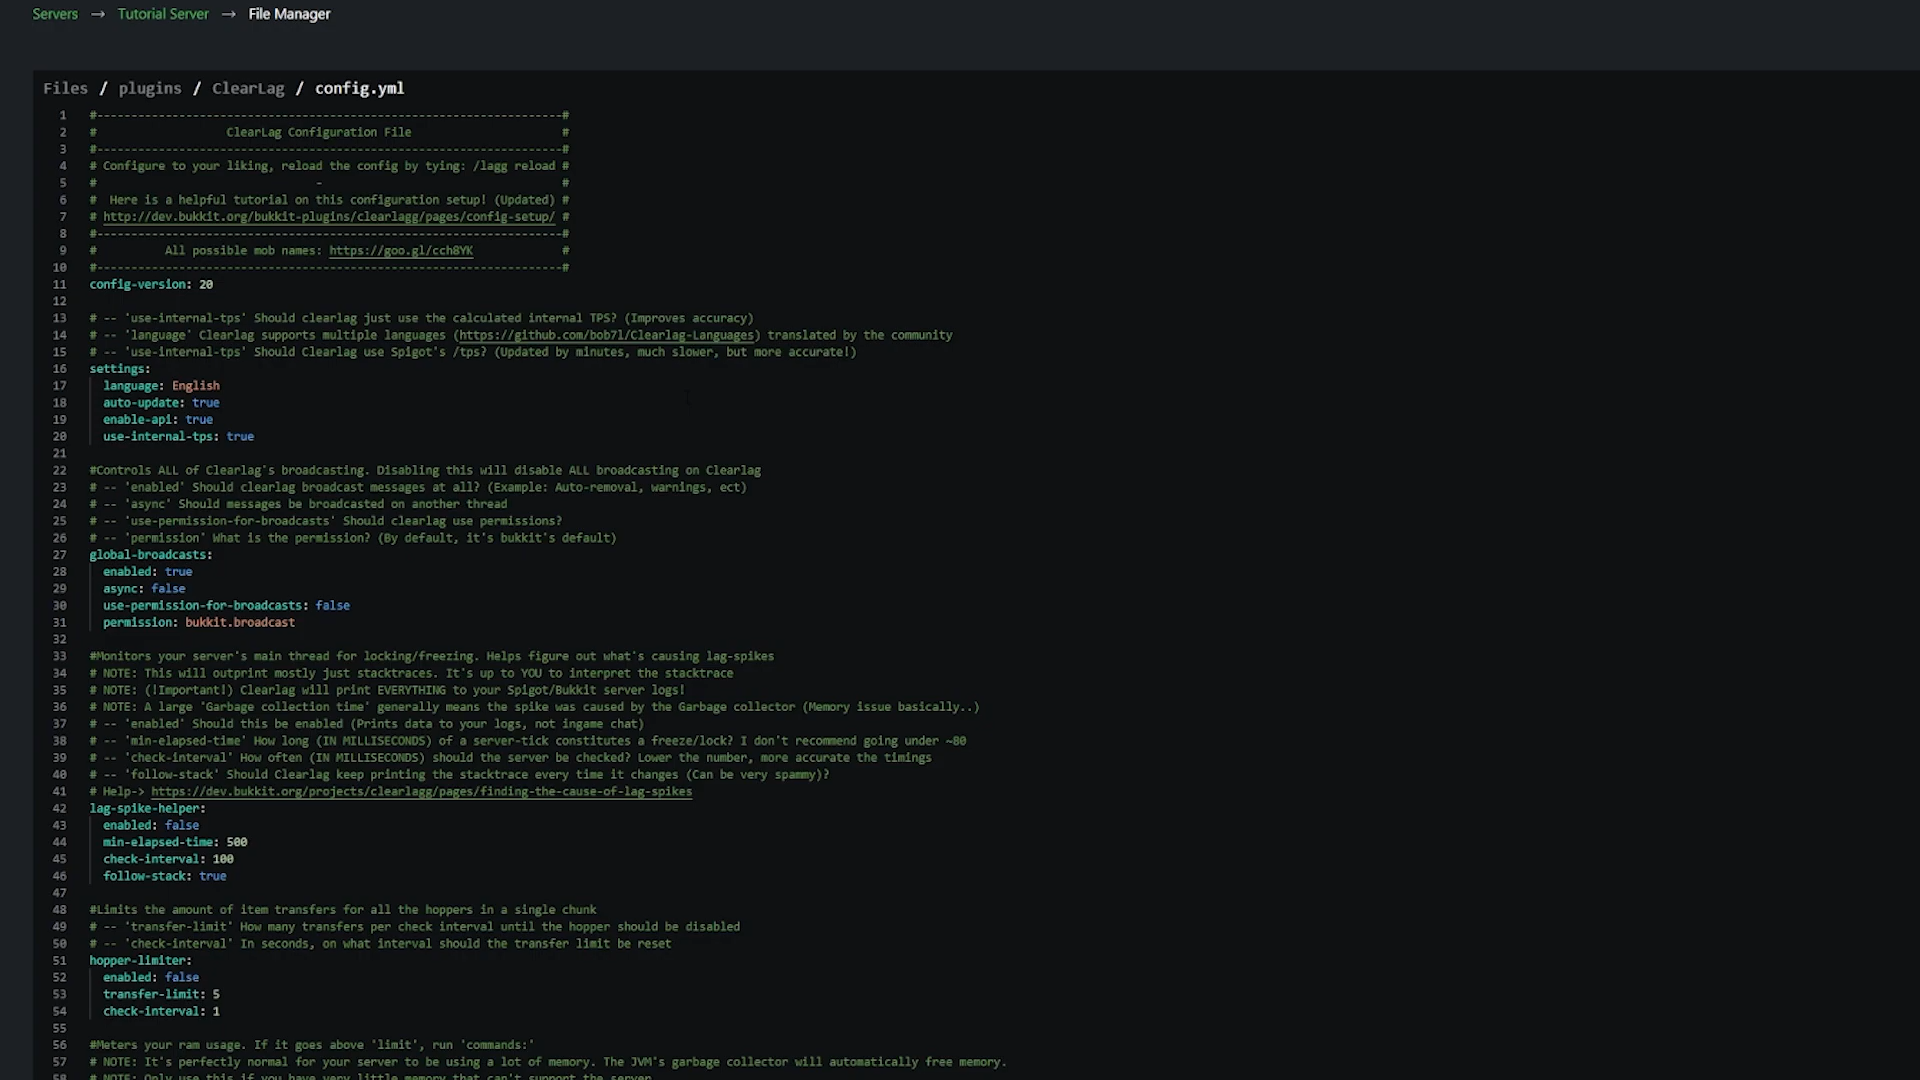 Servers → Tutorial Server → File Manager
Files / plugins / ClearLag / config.yml
1 #--------------------------------------------------------------------#
2 # ClearLag Configuration File #
3 #--------------------------------------------------------------------#
4 # Configure to your liking, reload the config by tying: /lagg reload #
5 # - #
6 # Here is a helpful tutorial on this configuration setup! (Updated) #
7 # http://dev.bukkit.org/bukkit-plugins/clearlagg/pages/config-setup/ #
8 #--------------------------------------------------------------------#
9 # All possible mob names: https://goo.gl/cch8YK #
10 #--------------------------------------------------------------------#
11 config-version: 20
12
13 # -- 'use-internal-tps' Should clearlag just use the calculated internal TPS? (Improves accuracy)
14 # -- 'language' Clearlag supports multiple languages (https://github.com/bob7l/Clearlag-Languages) translated by the community
15 # -- 'use-internal-tps' Should Clearlag use Spigot's /tps? (Updated by minutes, much slower, but more accurate!)
16 settings:
17 language: English
18 auto-update: true
19 enable-api: true
20 use-internal-tps: true
21
22 #Controls ALL of Clearlag's broadcasting. Disabling this will disable ALL broadcasting on Clearlag
23 # -- 'enabled' Should clearlag broadcast messages at all? (Example: Auto-removal, warnings, ect)
24 # -- 'async' Should messages be broadcasted on another thread
25 # -- 'use-permission-for-broadcasts' Should clearlag use permissions?
26 # -- 'permission' What is the permission? (By default, it's bukkit's default)
27 global-broadcasts:
28 enabled: true
29 async: false
30 use-permission-for-broadcasts: false
31 permission: bukkit.broadcast
32
33 #Monitors your server's main thread for locking/freezing. Helps figure out what's causing lag-spikes
34 # NOTE: This will outprint mostly just stacktraces. It's up to YOU to interpret the stacktrace
35 # NOTE: (!Important!) Clearlag will print EVERYTHING to your Spigot/Bukkit server logs!
36 # NOTE: A large 'Garbage collection time' generally means the spike was caused by the Garbage collector (Memory issue basically..)
37 # -- 'enabled' Should this be enabled (Prints data to your logs, not ingame chat)
38 # -- 'min-elapsed-time' How long (IN MILLISECONDS) of a server-tick constitutes a freeze/lock? I don't recommend going under ~80
39 # -- 'check-interval' How often (IN MILLISECONDS) should the server be checked? Lower the number, more accurate the timings
40 # -- 'follow-stack' Should Clearlag keep printing the stacktrace every time it changes (Can be very spammy)?
41 # Help-> https://dev.bukkit.org/projects/clearlagg/pages/finding-the-cause-of-lag-spikes
42 lag-spike-helper:
43 enabled: false
44 min-elapsed-time: 500
45 check-interval: 100
46 follow-stack: true
47
48 #Limits the amount of item transfers for all the hoppers in a single chunk
49 # -- 'transfer-limit' How many transfers per check interval until the hopper should be disabled
50 # -- 'check-interval' In seconds, on what interval should the transfer limit be reset
51 hopper-limiter:
52 enabled: false
53 transfer-limit: 5
54 check-interval: 1
55
56 #Meters your ram usage. If it goes above 'limit', run 'commands:'
57 # NOTE: It's perfectly normal for your server to be using a lot of memory. The JVM's garbage collector will automatically free memory.
58 # NOTE: Only use this if you have very little memory that can't support the server